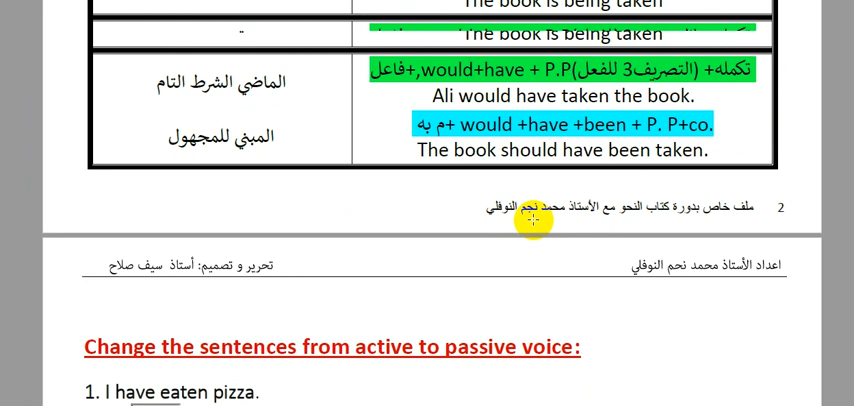 The book is being taken
The book is being taken
الماضي الشرط التام
فاعل+,would+have + P.P(التصريف3 للفعل) +تكمله
Ali would have taken the book.
المبني للمجهول
م به+ would +have +been + P. P+co.
The book should have been taken.
2 ملف خاص بدورة كتاب النحو مع الأستاذ محمد نجم النوفلي
اعداد الأستاذ محمد نحم النوفلي تحرير و تصميم: أستاذ سيف صلاح
Change the sentences from active to passive voice:
1. I have eaten pizza.